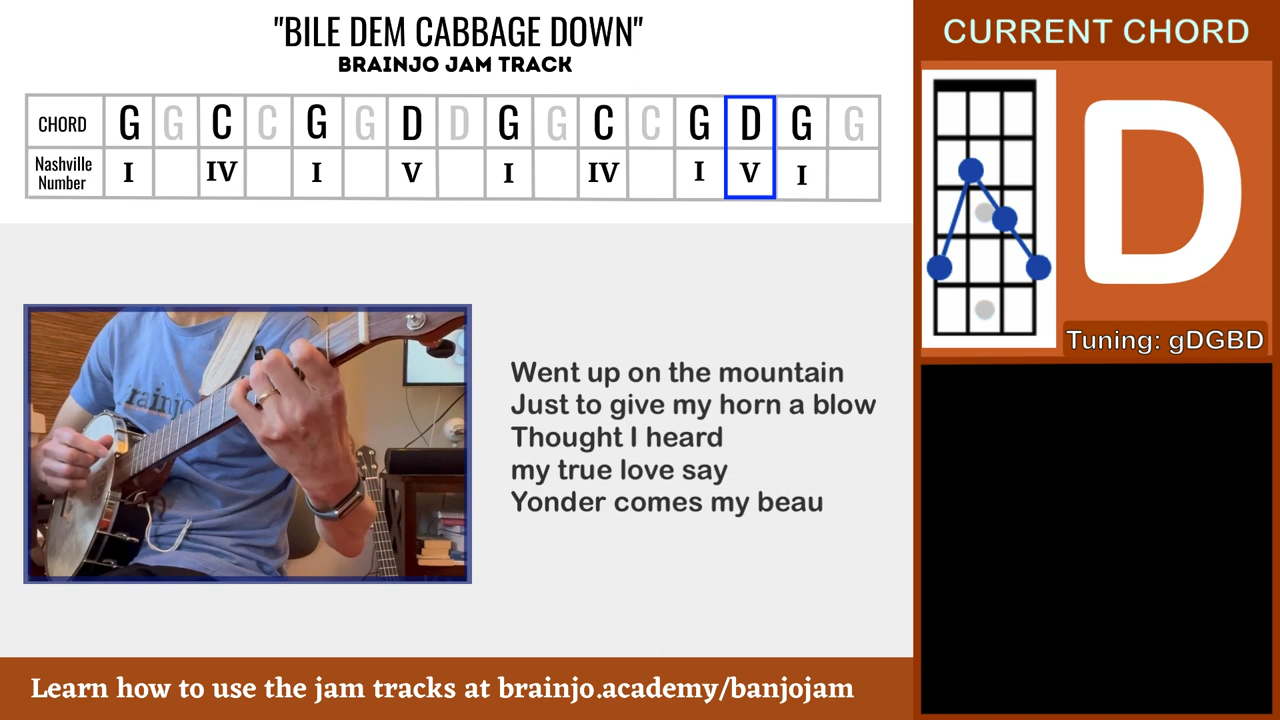 "BILE DEM CABBAGE DOWN"
BRAINJO JAM TRACK
CHORD G G C C G G D D G G C C G D G G
Nashville Number I IV I V I IV I V I
CURRENT CHORD
D
Tuning: gDGBD
rainjo
Went up on the mountain
Just to give my horn a blow
Thought I heard
my true love say
Yonder comes my beau
Learn how to use the jam tracks at brainjo.academy/banjojam